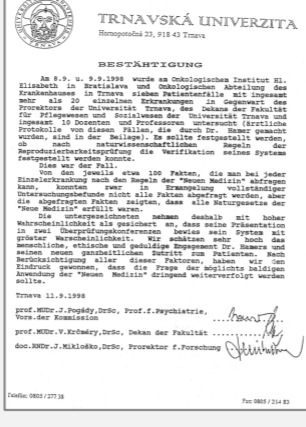 TRNAVSKÁ UNIVERZITA
Hornopotočná 23, 918 43 Trnava
BESTÄHTIGUNG
Am 8.9. u. 9.9.1998 wurde am Onkologischen Institut Hl.
Elisabeth in Bratislava und Onkologischen Abteilung des
Krankenhauses in Trnava sieben Patientenfälle mit ingesamt
mehr als 20 einzelnen Erkrankungen in Gegenwart des
Prorektors der Universität Trnava, des Dekans der Fakultät
für Pflegewesen und Sozialwesen der Universität Trnava und
ingesamt 10 Dozenten und Professoren untersucht (ärztliche
Protokolle von diesen Fällen, die durch Dr. Hamer gemacht
wurden, sind in der Beilage). Es sollte festgestellt werden,
ob nach naturwissenschaftlichen Regeln der
Reproduzierbarkeitsprüfung die Verifikation seines Systems
festgestellt werden konnte.
Dies war der Fall.
Von den jeweils etwa 100 Fakten, die man bei jeder
Einzelerkrankung nach den Regeln der "Neuen Medizin" abfragen
kann, konnten zwar in Ermangelung vollständiger
Untersuchungsbefunde nicht alle Fakten abgefragt werden, aber
die abgefragten Fakten zeigten, dass alle Naturgesetze der
"Neue Medizin" erfüllt waren.
Die unterzeichneten nehmen deshalb mit hoher
Wahrscheinlichkeit als gesichert an, dass seine Präsentation
in zwei Überprüfungskonferenzen bewies sein System mit
gröster Warscheinlichkeit. Wir schätzen sehr hoch das
menschliche, ethische und geduldige Engagement Dr. Hamers und
seinen neuen ganzheitlichen Zutritt zum Patienten. Nach
Berücksichtigung aller dieser Faktoren, haben wir den
Eindruck gewonnen, dass die Frage der möglichts baldigen
Anwendung der "Neuen Medizin" dringend weiterverfolgt werden
sollte.
Trnava 11.9.1998
prof.MUDr.J.Pogády,DrSc, Prof.f.Psychiatrie,
Vors.der Kommission
prof.MUDr.V.Krčméry,DrSc, Dekan der Fakultät
doc.RNDr.J.Mikloško,DrSc, Prorektor f.Forschung
Telefón: 0805 / 277 38
Fax: 0805 / 214 83